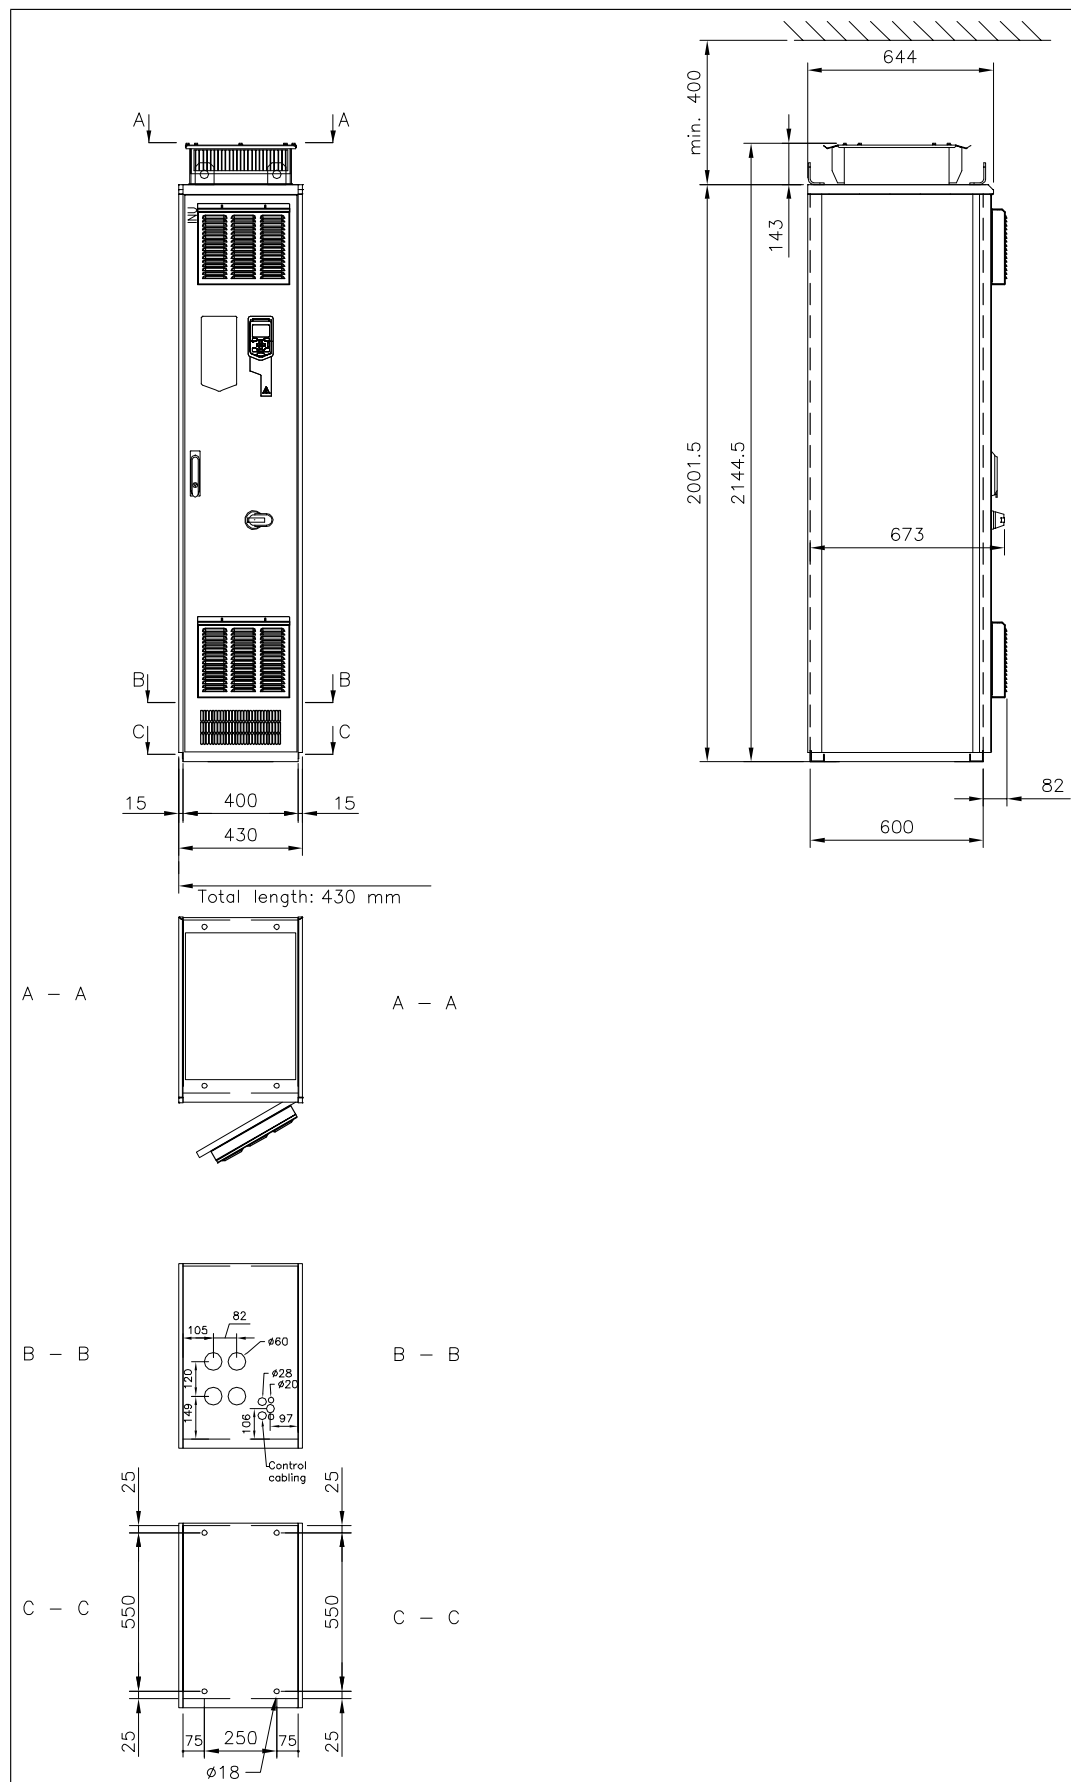 644
min. 400
A A
INU
143
2001.5
2144.5
673
B B
C C
15 400 15
82
430
600
Total length: 430 mm
A – A
A – A
82
105
ø60
B – B
B – B
120
ø28
ø20
149
106
97
Control
cabling
25 25
550 550
C – C
C – C
25 25
75 250 75
ø18